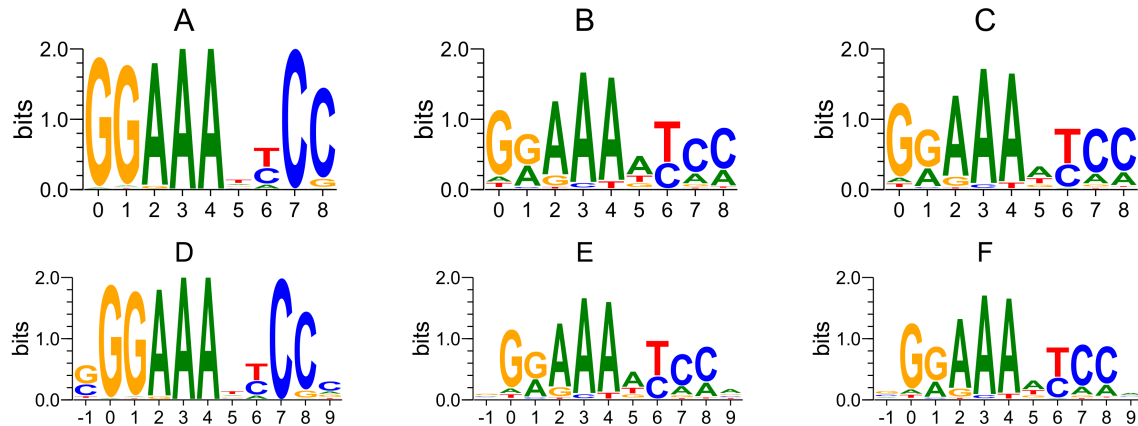 A B C
2.0 2.0 2.0
bits 1.0 bits 1.0 bits 1.0
0.0 0.0 0.0
0 1 2 3 4 5 6 7 8 0 1 2 3 4 5 6 7 8 0 1 2 3 4 5 6 7 8
GGAAATTCC GGAAAATCC GGAAAATCC
D E F
2.0 2.0 2.0
bits 1.0 bits 1.0 bits 1.0
0.0 0.0 0.0
-1 0 1 2 3 4 5 6 7 8 9 -1 0 1 2 3 4 5 6 7 8 9 -1 0 1 2 3 4 5 6 7 8 9